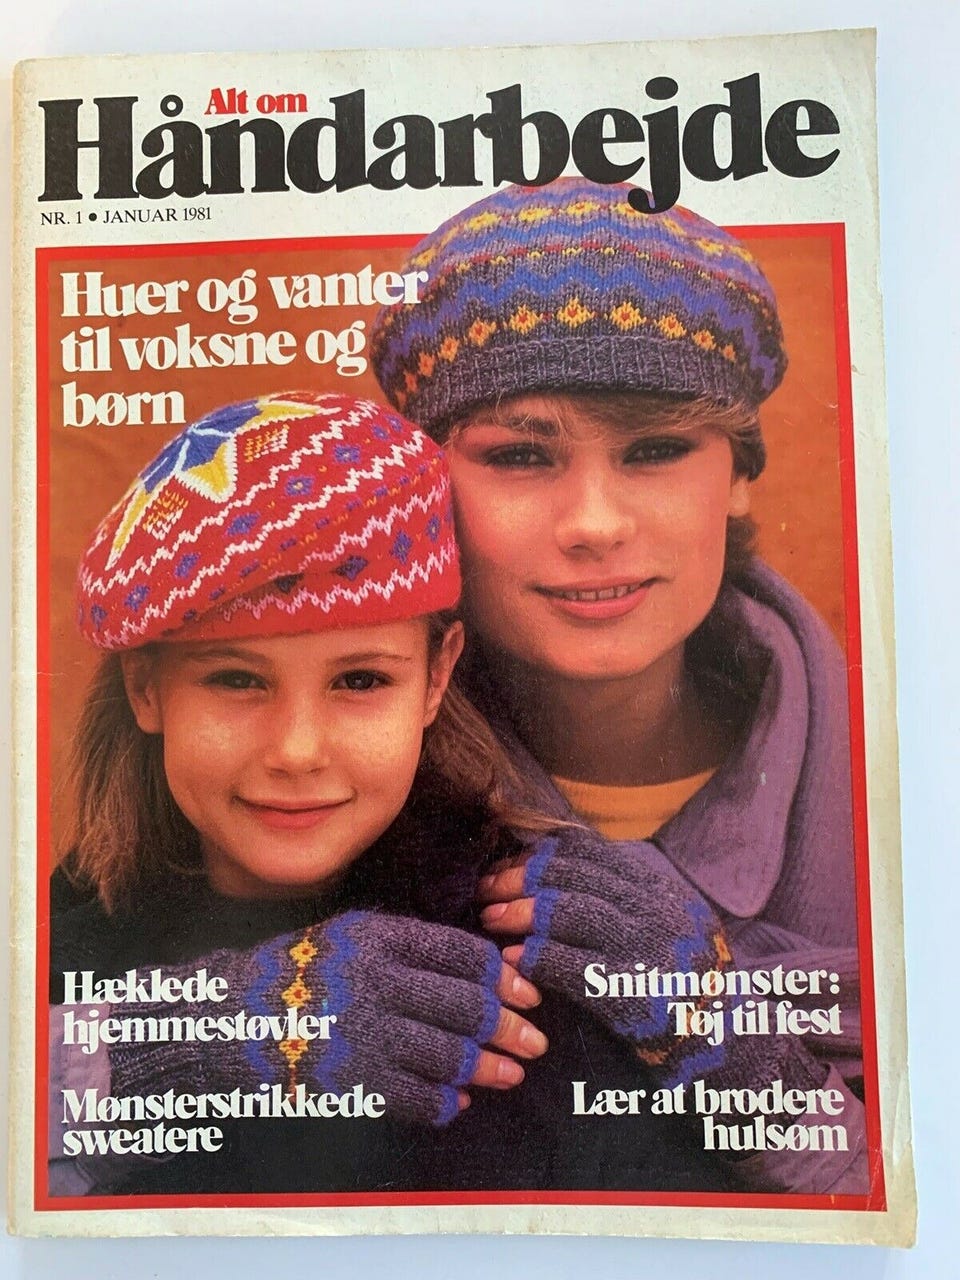 Alt om
Håndarbejde
NR. 1 • JANUAR 1981
Huer og vanter
til voksne og
børn
Hæklede
hjemmestøvler
Mønsterstrikkede
sweatere
Snitmønster:
Tøj til fest
Lær at brodere
hulsøm